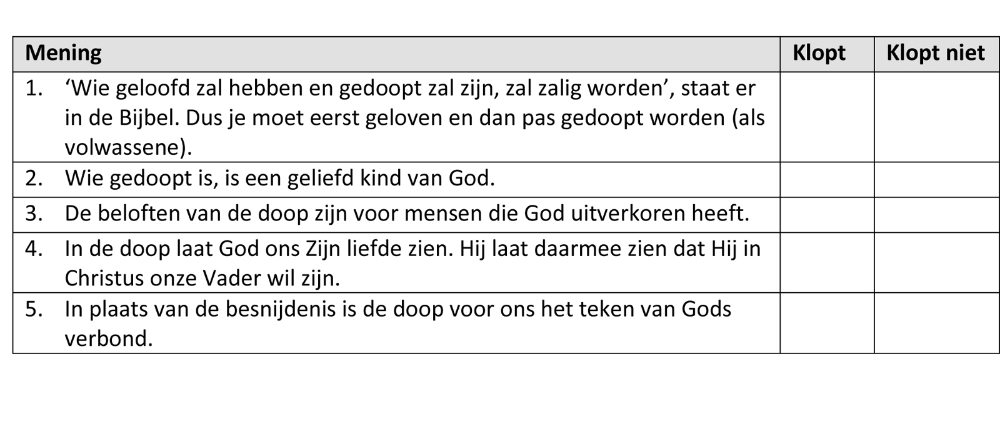 Mening Klopt Klopt niet
1. ‘Wie geloofd zal hebben en gedoopt zal zijn, zal zalig worden’, staat er
in de Bijbel. Dus je moet eerst geloven en dan pas gedoopt worden (als
volwassene).
2. Wie gedoopt is, is een geliefd kind van God.
3. De beloften van de doop zijn voor mensen die God uitverkoren heeft.
4. In de doop laat God ons Zijn liefde zien. Hij laat daarmee zien dat Hij in
Christus onze Vader wil zijn.
5. In plaats van de besnijdenis is de doop voor ons het teken van Gods
verbond.